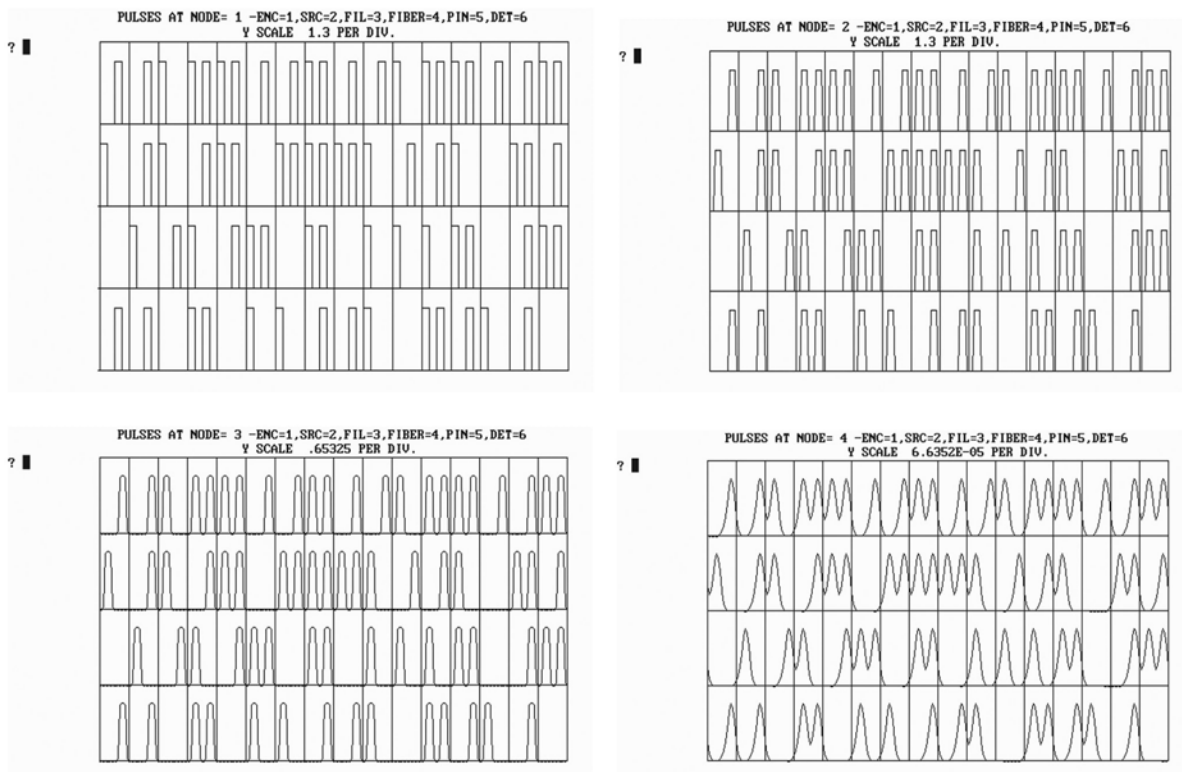 PULSES AT NODE= 1 -ENC=1,SRC=2,FIL=3,FIBER=4,PIN=5,DET=6
Y SCALE 1.3 PER DIV.
?
PULSES AT NODE= 2 -ENC=1,SRC=2,FIL=3,FIBER=4,PIN=5,DET=6
Y SCALE 1.3 PER DIV.
?
PULSES AT NODE= 3 -ENC=1,SRC=2,FIL=3,FIBER=4,PIN=5,DET=6
Y SCALE .65325 PER DIV.
?
PULSES AT NODE= 4 -ENC=1,SRC=2,FIL=3,FIBER=4,PIN=5,DET=6
Y SCALE 6.6352E-05 PER DIV.
?